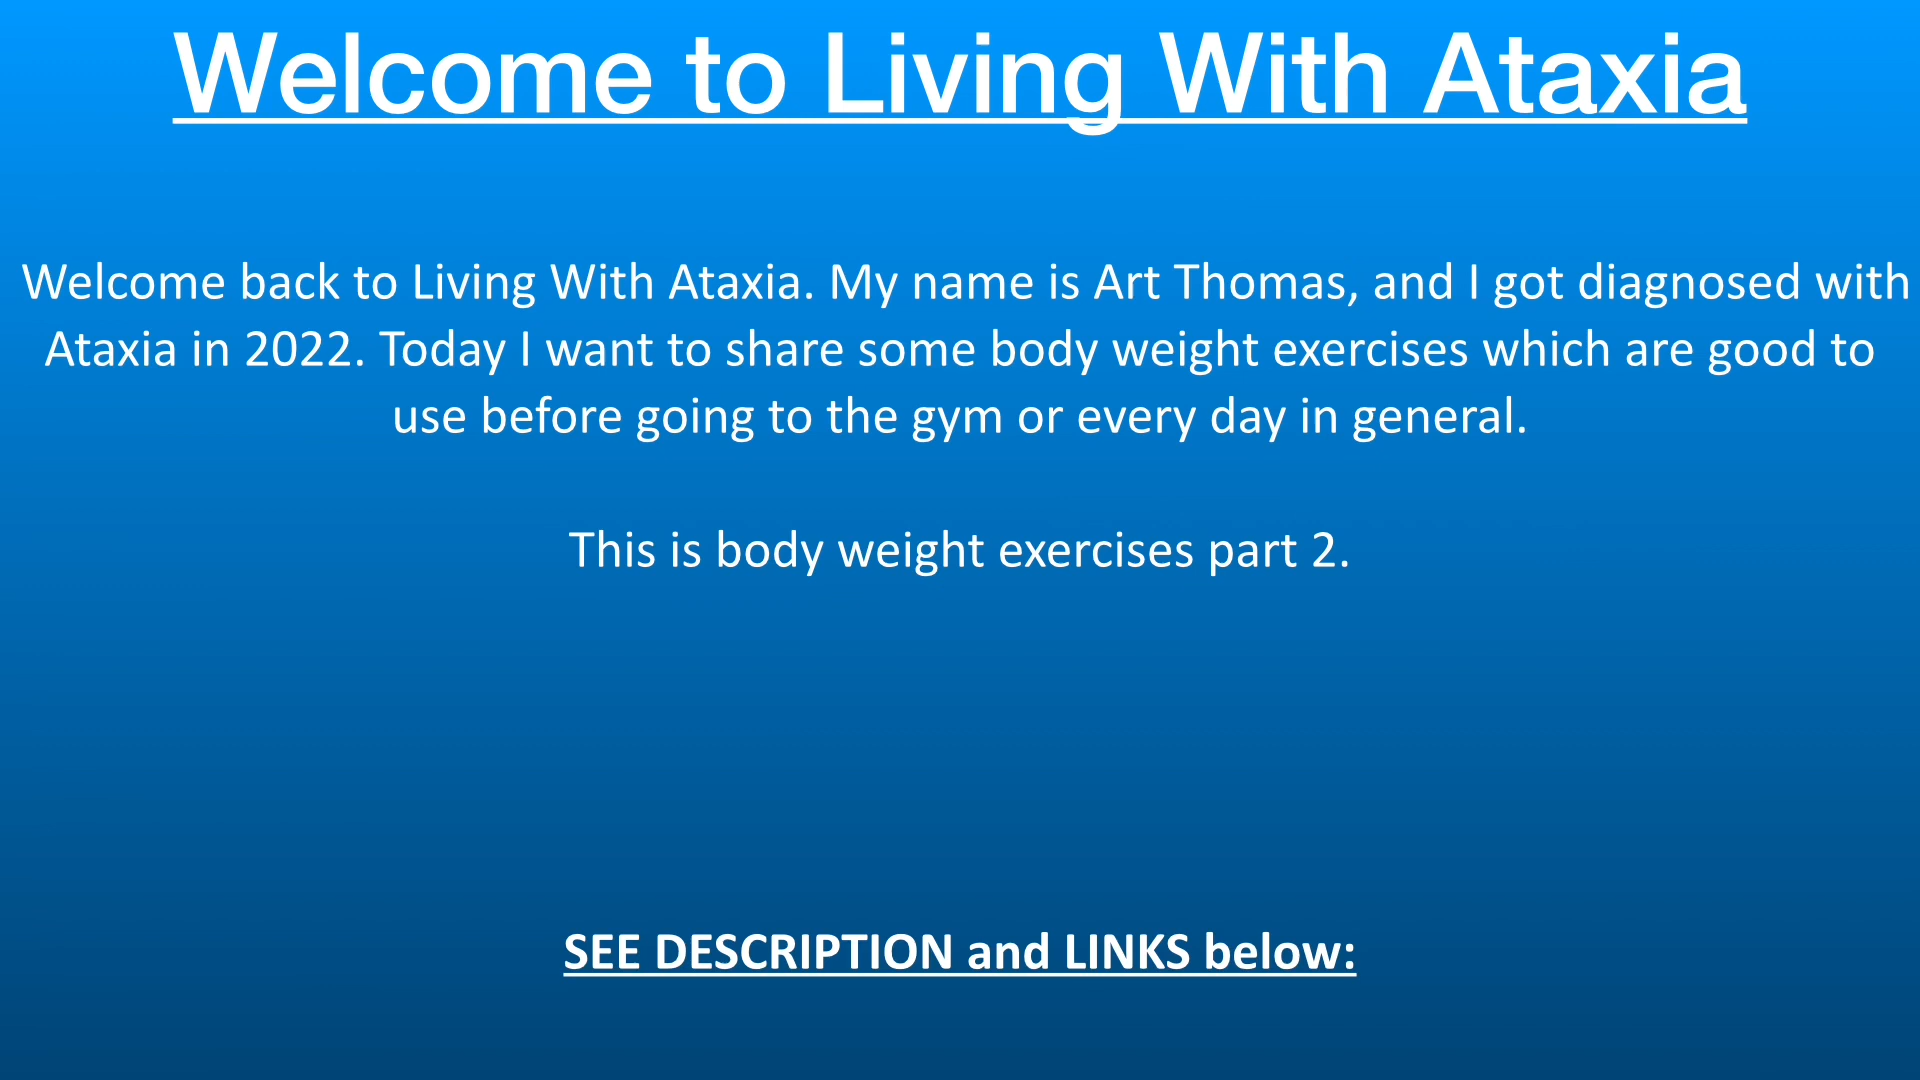 Welcome to Living With Ataxia
Welcome back to Living With Ataxia. My name is Art Thomas, and I got diagnosed with
Ataxia in 2022. Today I want to share some body weight exercises which are good to
use before going to the gym or every day in general.
This is body weight exercises part 2.
SEE DESCRIPTION and LINKS below: